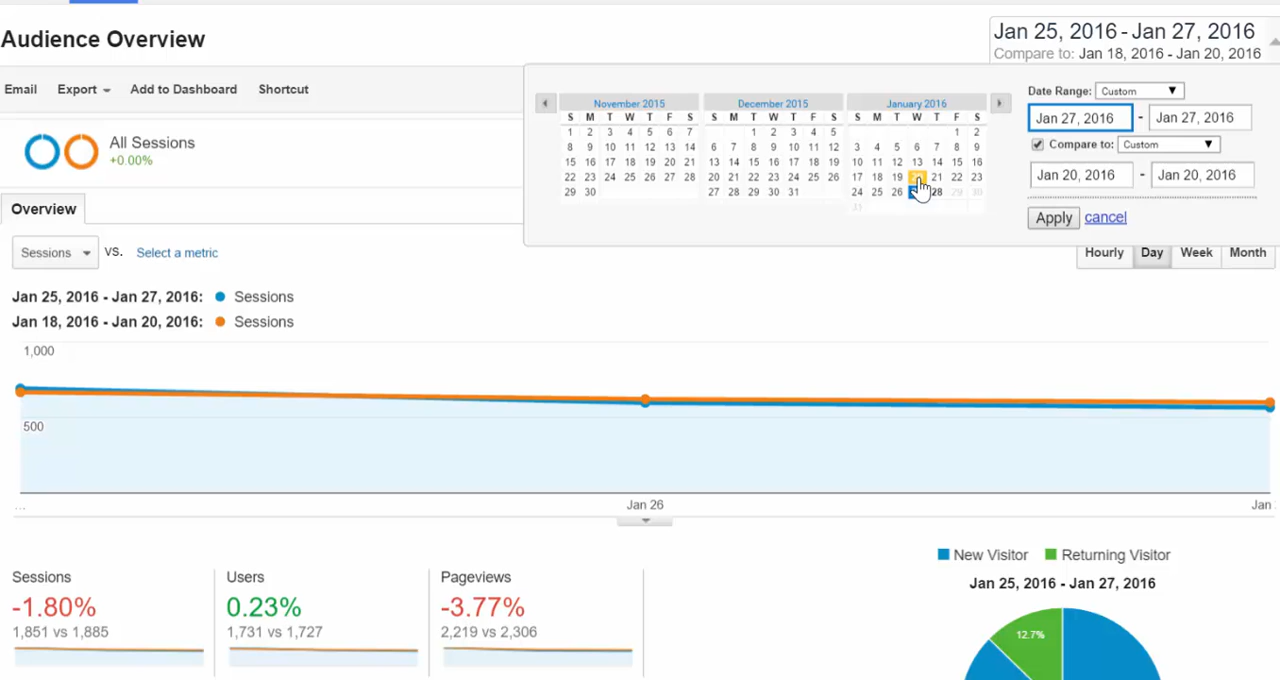 Audience Overview
Jan 25, 2016 - Jan 27, 2016
Compare to: Jan 18, 2016 - Jan 20, 2016
Email Export Add to Dashboard Shortcut
All Sessions
+0.00%
November 2015 December 2015 January 2016
S M T W T F S S M T W T F S S M T W T F S
1 2 3 4 5 6 7 1 2 3 4 5 1 2
8 9 10 11 12 13 14 6 7 8 9 10 11 12 3 4 5 6 7 8 9
15 16 17 18 19 20 21 13 14 15 16 17 18 19 10 11 12 13 14 15 16
22 23 24 25 26 27 28 20 21 22 23 24 25 26 17 18 19 21 22 23
29 30 27 28 29 30 31 24 25 26 28 29 30
31
Date Range: Custom
Jan 27, 2016 - Jan 27, 2016
Compare to: Custom
Jan 20, 2016 - Jan 20, 2016
Apply cancel
Overview
Sessions VS. Select a metric
Hourly Day Week Month
Jan 25, 2016 - Jan 27, 2016: Sessions
Jan 18, 2016 - Jan 20, 2016: Sessions
1,000
500
... Jan 26 Jan
Sessions
-1.80%
1,851 vs 1,885
Users
0.23%
1,731 vs 1,727
Pageviews
-3.77%
2,219 vs 2,306
New Visitor Returning Visitor
Jan 25, 2016 - Jan 27, 2016
12.7%